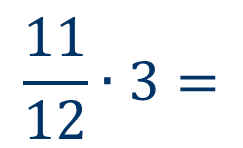 11/12 · 3 =